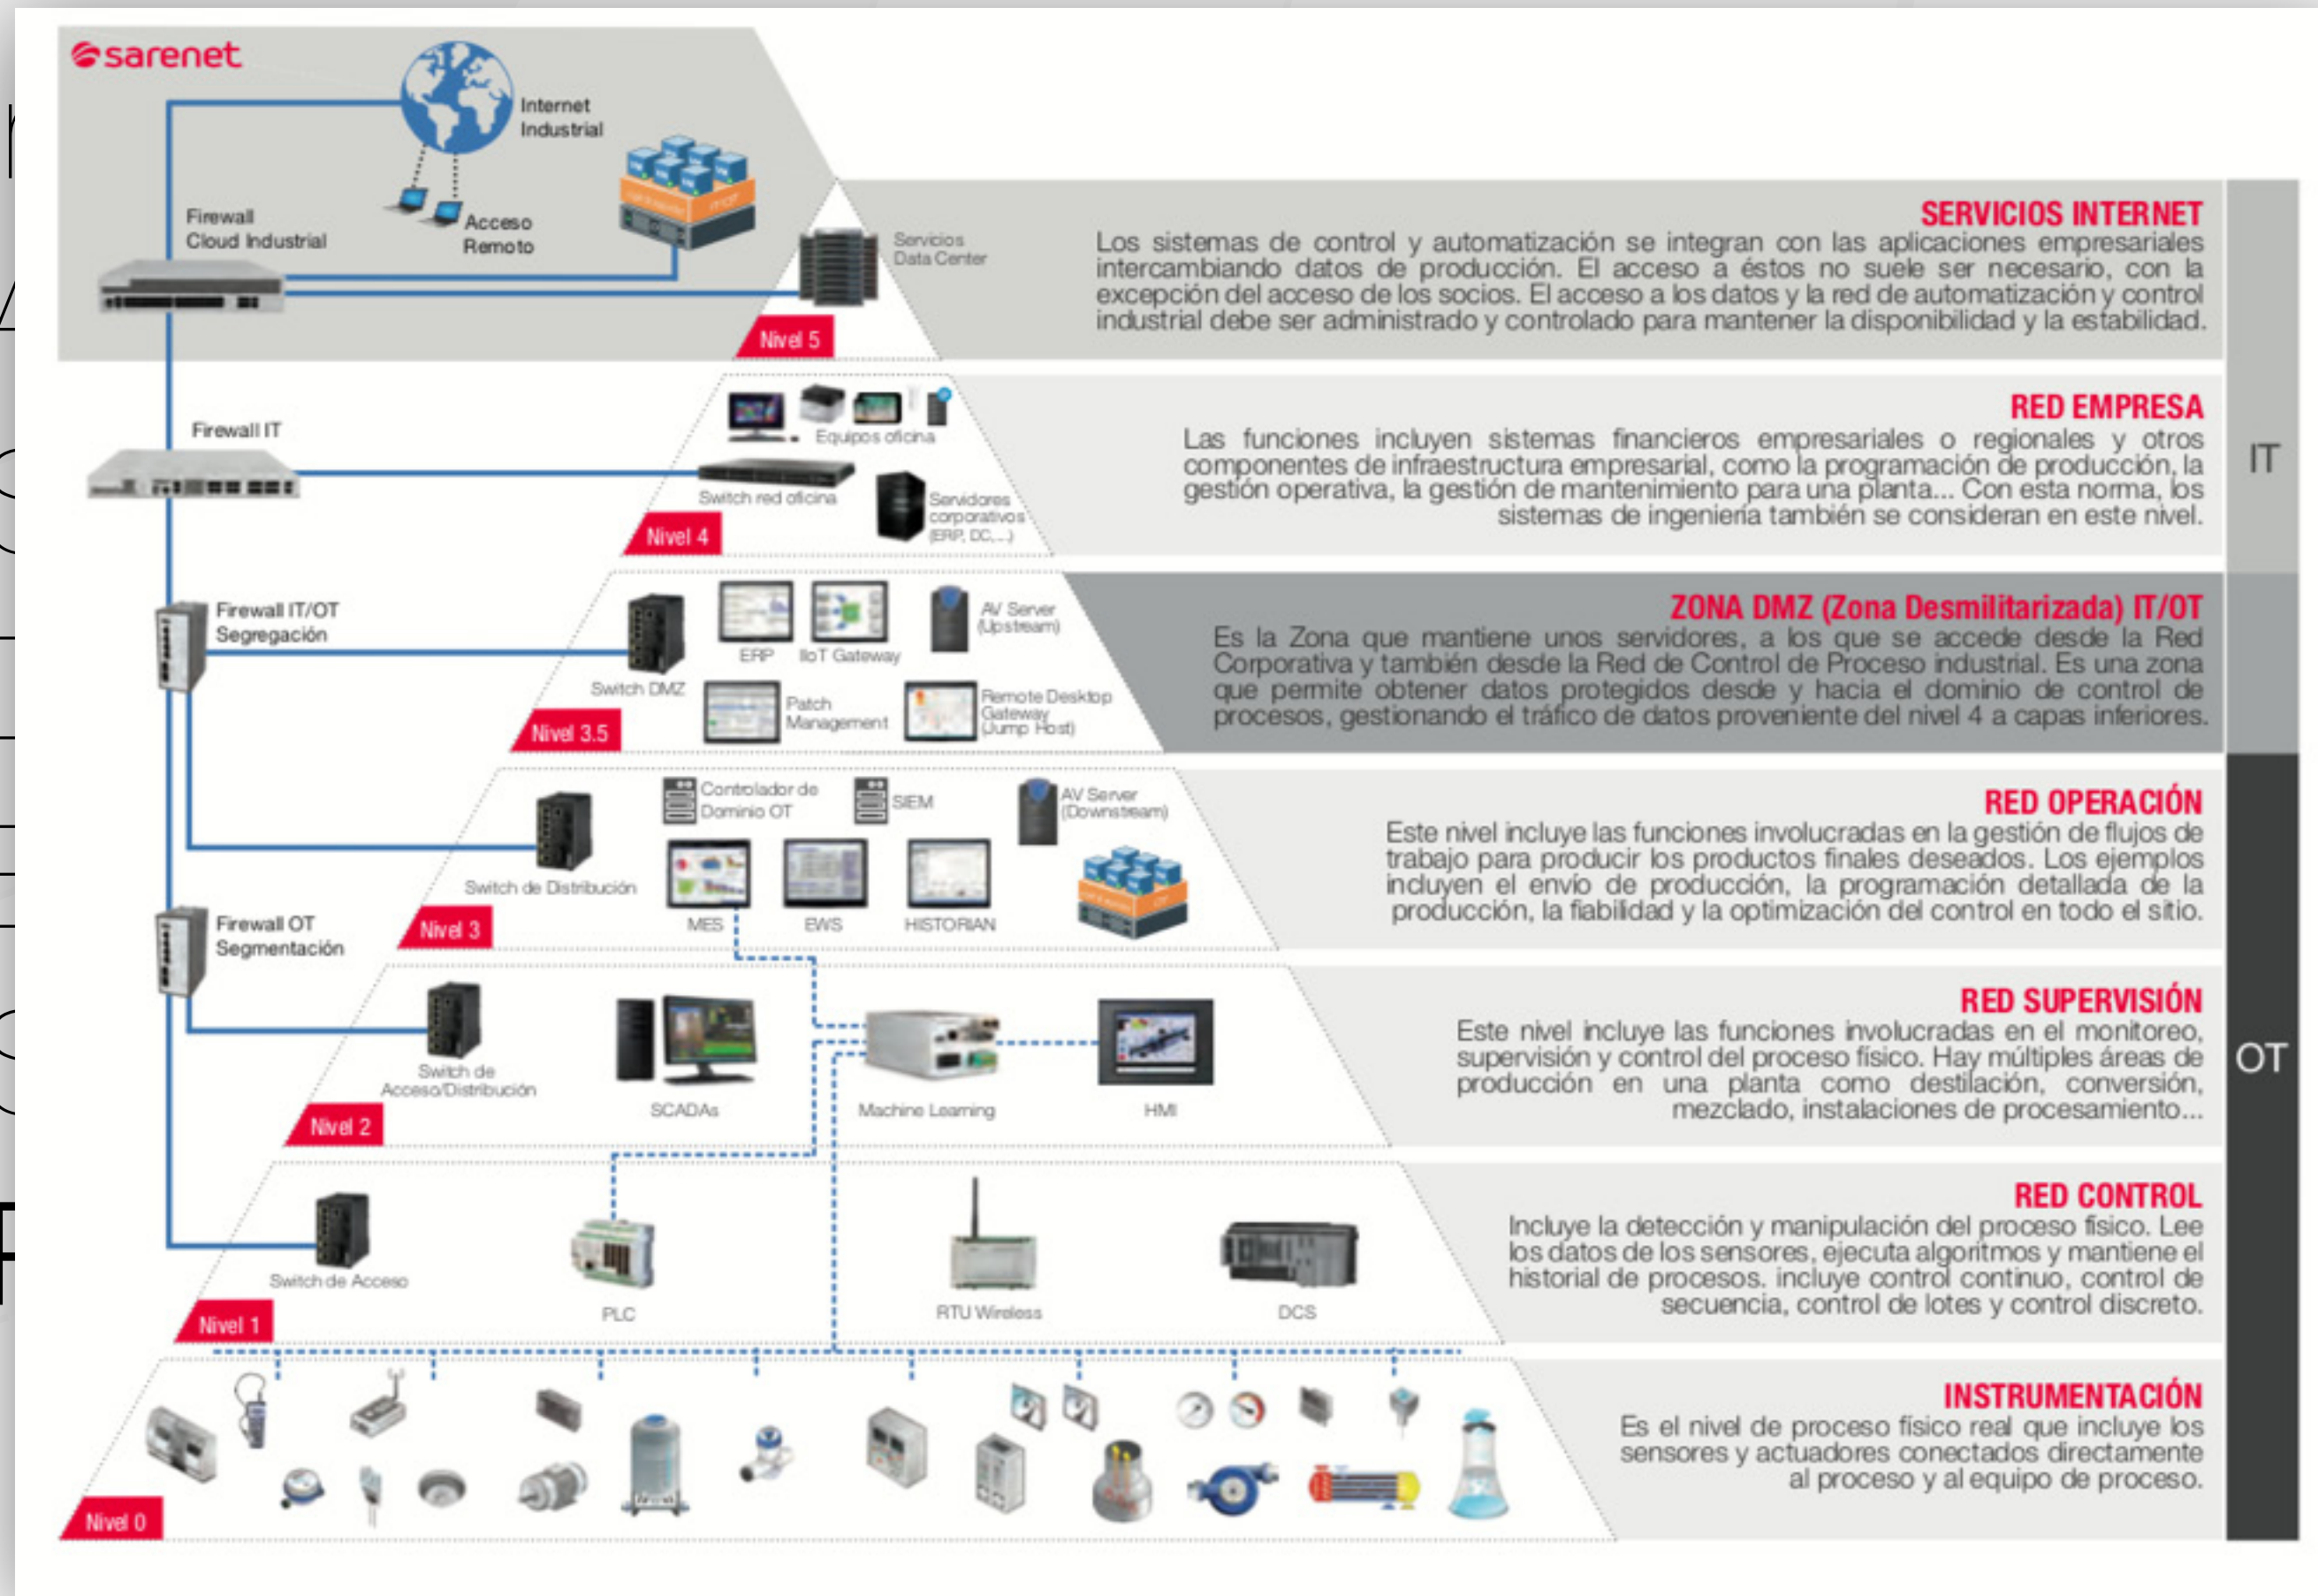 sarenet
Internet
Industrial
Acceso
Remoto
Firewall
Cloud Industrial
Servicios
Data Center
Nivel 5
SERVICIOS INTERNET
Los sistemas de control y automatización se integran con las aplicaciones empresariales
intercambiando datos de producción. El acceso a éstos no suele ser necesario, con la
excepción del acceso de los socios. El acceso a los datos y la red de automatización y control
industrial debe ser administrado y controlado para mantener la disponibilidad y la estabilidad.
IT
Firewall IT
Equipos oficina
Switch red oficina
Servidores
corporativos
(ERP, DC,...)
Nivel 4
RED EMPRESA
Las funciones incluyen sistemas financieros empresariales o regionales y otros
componentes de infraestructura empresarial, como la programación de producción, la
gestión operativa, la gestión de mantenimiento para una planta... Con esta norma, los
sistemas de ingeniería también se consideran en este nivel.
Firewall IT/OT
Segregación
Switch DMZ
ERP
IIoT Gateway
AV Server
(Upstream)
Patch
Management
Remote Desktop
Gateway
(Jump Host)
Nivel 3.5
ZONA DMZ (Zona Desmilitarizada) IT/OT
Es la Zona que mantiene unos servidores, a los que se accede desde la Red
Corporativa y también desde la Red de Control de Proceso industrial. Es una zona
que permite obtener datos protegidos desde y hacia el dominio de control de
procesos, gestionando el tráfico de datos proveniente del nivel 4 a capas inferiores.
Controlador de
Dominio OT
SIEM
AV Server
(Downstream)
Switch de Distribución
MES
EWS
HISTORIAN
Nivel 3
RED OPERACIÓN
Este nivel incluye las funciones involucradas en la gestión de flujos de
trabajo para producir los productos finales deseados. Los ejemplos
incluyen el envío de producción, la programación detallada de la
producción, la fiabilidad y la optimización del control en todo el sitio.
Firewall OT
Segmentación
Switch de
Acceso/Distribución
SCADAs
Machine Learning
HMI
Nivel 2
RED SUPERVISIÓN
Este nivel incluye las funciones involucradas en el monitoreo,
supervisión y control del proceso físico. Hay múltiples áreas de
producción en una planta como destilación, conversión,
mezclado, instalaciones de procesamiento...
OT
Switch de Acceso
PLC
RTU Wireless
DCS
Nivel 1
RED CONTROL
Incluye la detección y manipulación del proceso físico. Lee
los datos de los sensores, ejecuta algoritmos y mantiene el
historial de procesos. incluye control continuo, control de
secuencia, control de lotes y control discreto.
Nivel 0
INSTRUMENTACIÓN
Es el nivel de proceso físico real que incluye los
sensores y actuadores conectados directamente
al proceso y al equipo de proceso.